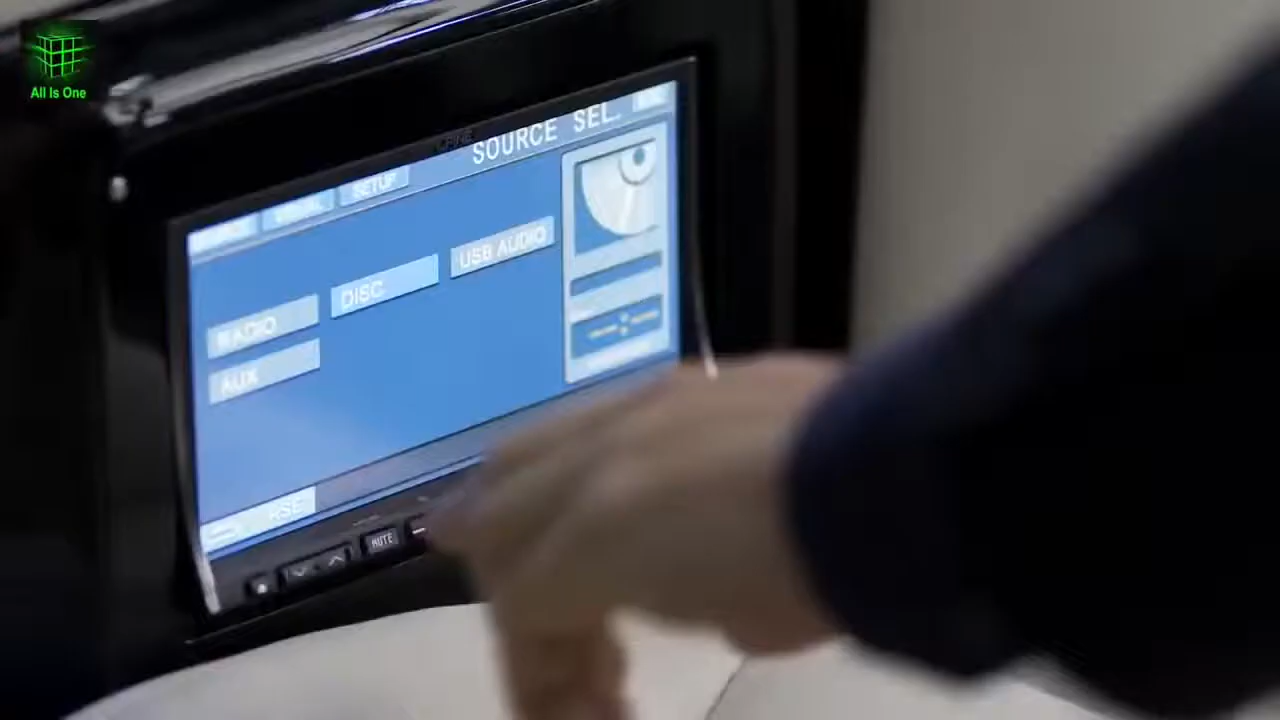 All Is One
SOURCE SEL.
SETUP
RADIO
DISC
USB AUDIO
AUX
RSE
MUTE